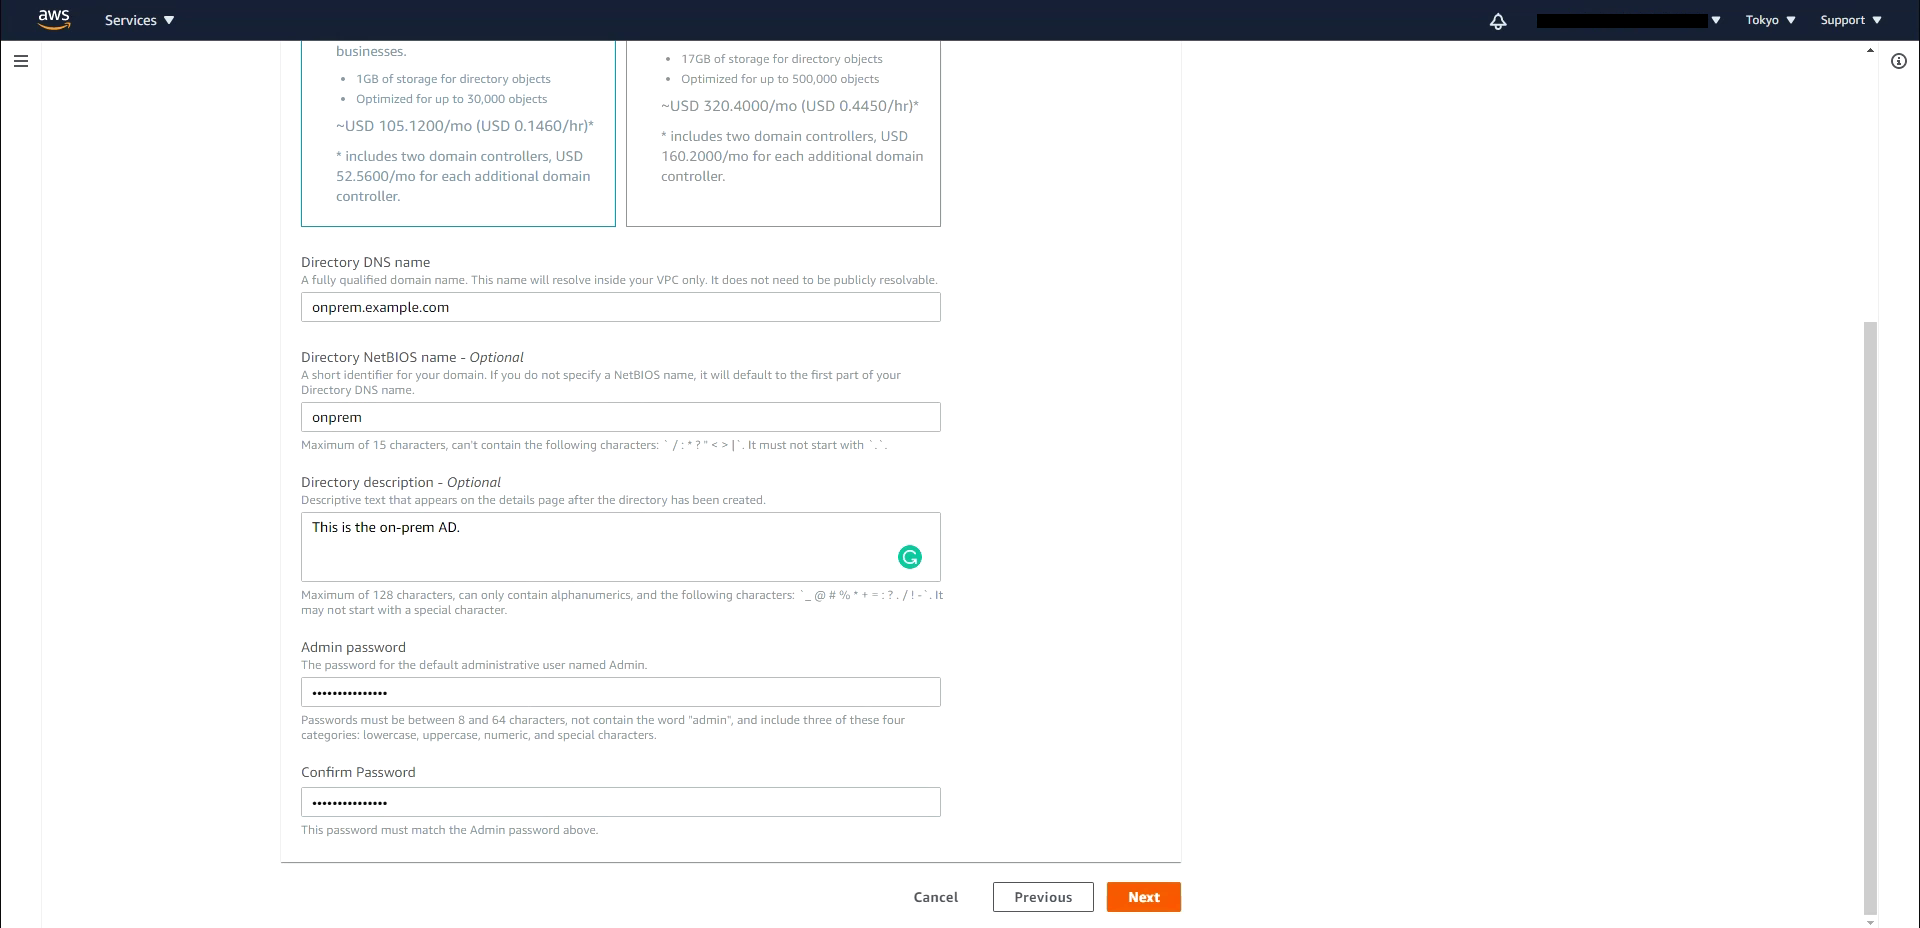 aws
Services ▼
Tokyo ▼
Support ▼
businesses.
• 1GB of storage for directory objects
• Optimized for up to 30,000 objects
~USD 105.1200/mo (USD 0.1460/hr)*
* includes two domain controllers, USD
52.5600/mo for each additional domain
controller.
• 17GB of storage for directory objects
• Optimized for up to 500,000 objects
~USD 320.4000/mo (USD 0.4450/hr)*
* includes two domain controllers, USD
160.2000/mo for each additional domain
controller.
Directory DNS name
A fully qualified domain name. This name will resolve inside your VPC only. It does not need to be publicly resolvable.
onprem.example.com
Directory NetBIOS name - Optional
A short identifier for your domain. If you do not specify a NetBIOS name, it will default to the first part of your
Directory DNS name.
onprem
Maximum of 15 characters, can't contain the following characters: ` / : * ? " < > |`. It must not start with `.`.
Directory description - Optional
Descriptive text that appears on the details page after the directory has been created.
This is the on-prem AD.
Maximum of 128 characters, can only contain alphanumerics, and the following characters: `_ @ # % * + = : ? . / ! -`. It
may not start with a special character.
Admin password
The password for the default administrative user named Admin.
•••••••••••••••
Passwords must be between 8 and 64 characters, not contain the word "admin", and include three of these four
categories: lowercase, uppercase, numeric, and special characters.
Confirm Password
•••••••••••••••
This password must match the Admin password above.
Cancel
Previous
Next